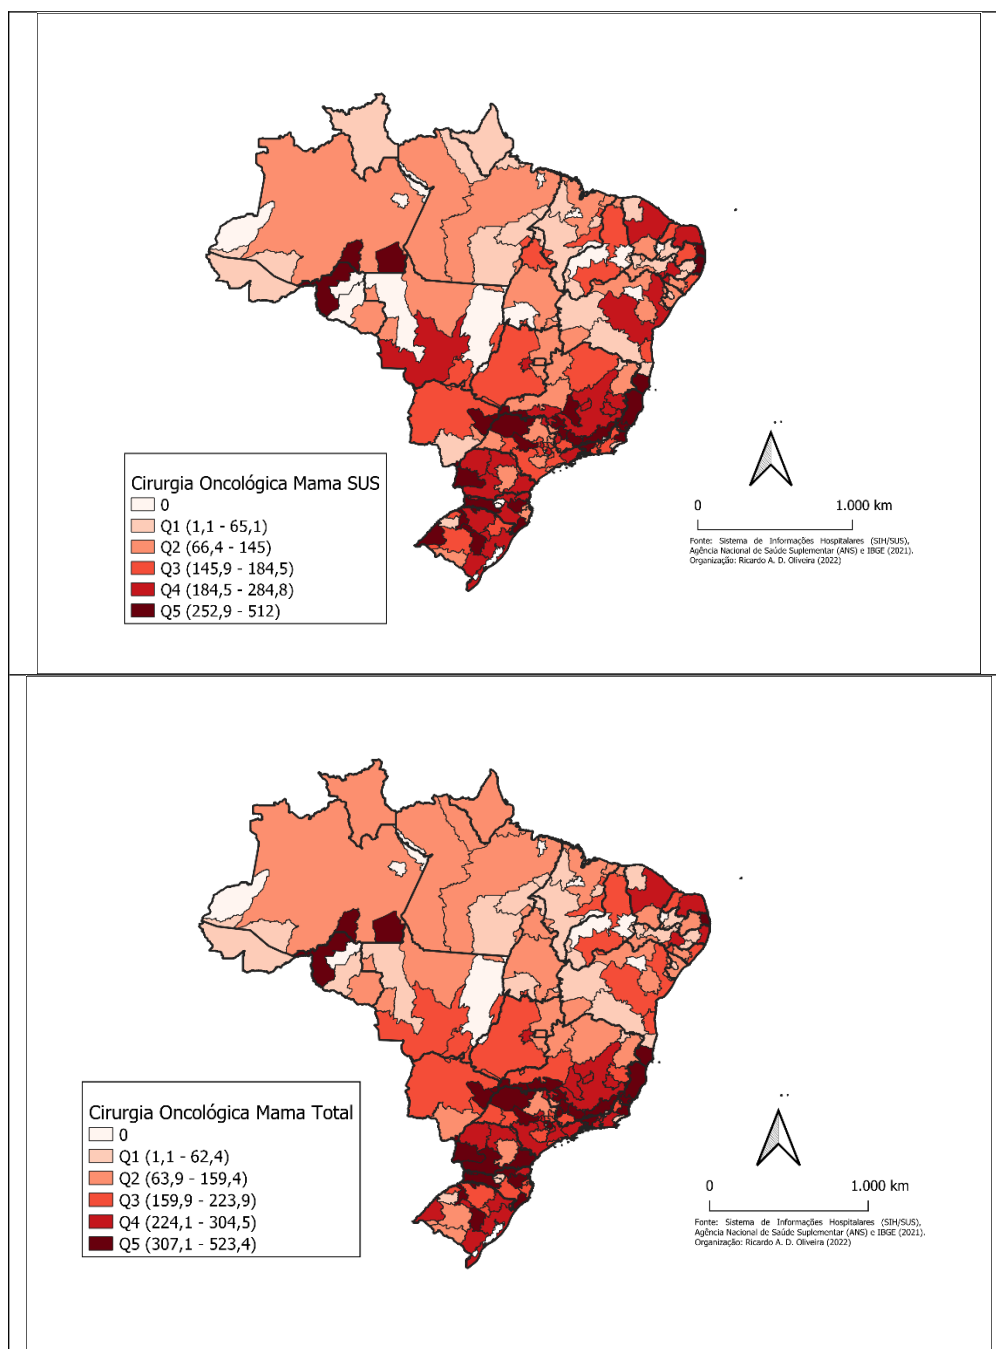 Cirurgia Oncológica Mama SUS
0
Q1 (1,1 - 65,1)
Q2 (66,4 - 145)
Q3 (145,9 - 184,5)
Q4 (184,5 - 284,8)
Q5 (252,9 - 512)
0 1.000 km
Fonte: Sistema de Informações Hospitalares (SIH/SUS),
Agência Nacional de Saúde Suplementar (ANS) e IBGE (2021).
Organização: Ricardo A. D. Oliveira (2022)
Cirurgia Oncológica Mama Total
0
Q1 (1,1 - 62,4)
Q2 (63,9 - 159,4)
Q3 (159,9 - 223,9)
Q4 (224,1 - 304,5)
Q5 (307,1 - 523,4)
0 1.000 km
Fonte: Sistema de Informações Hospitalares (SIH/SUS),
Agência Nacional de Saúde Suplementar (ANS) e IBGE (2021).
Organização: Ricardo A. D. Oliveira (2022)